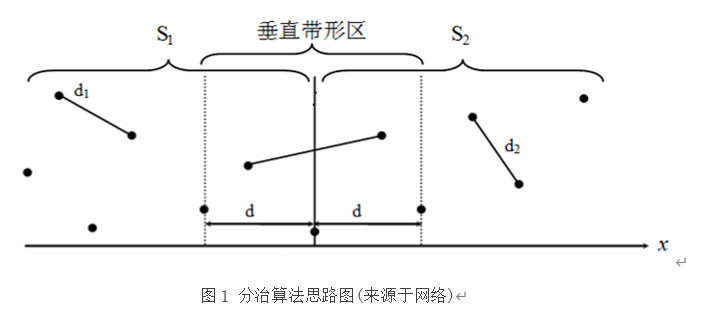 垂直带形区
S1 S2
d1
d2
d d
x
图 1 分治算法思路图(来源于网络)